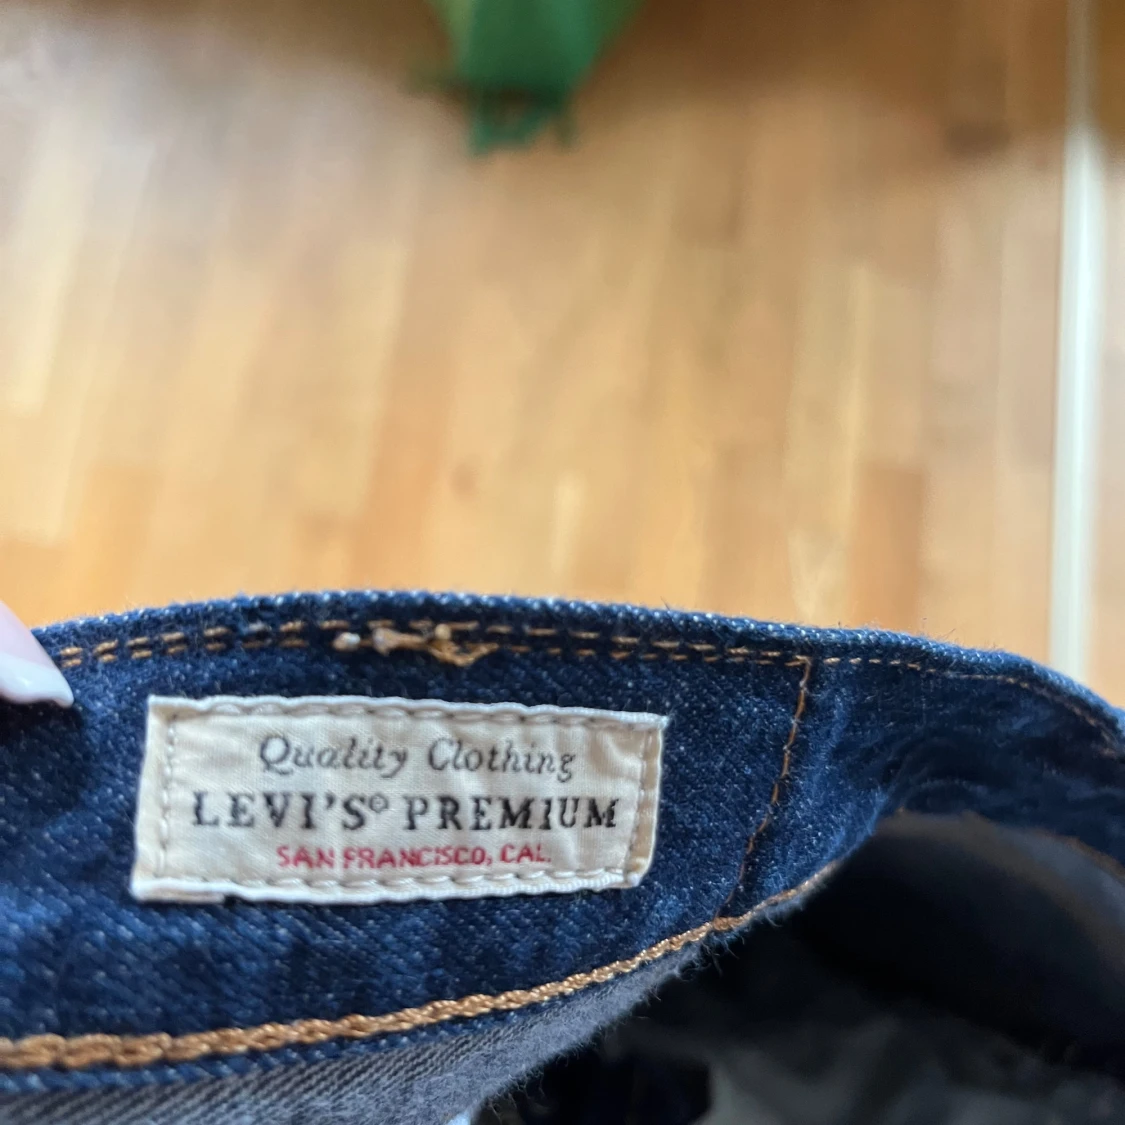 Quality Clothing
LEVI'S® PREMIUM
SAN FRANCISCO, CAL.